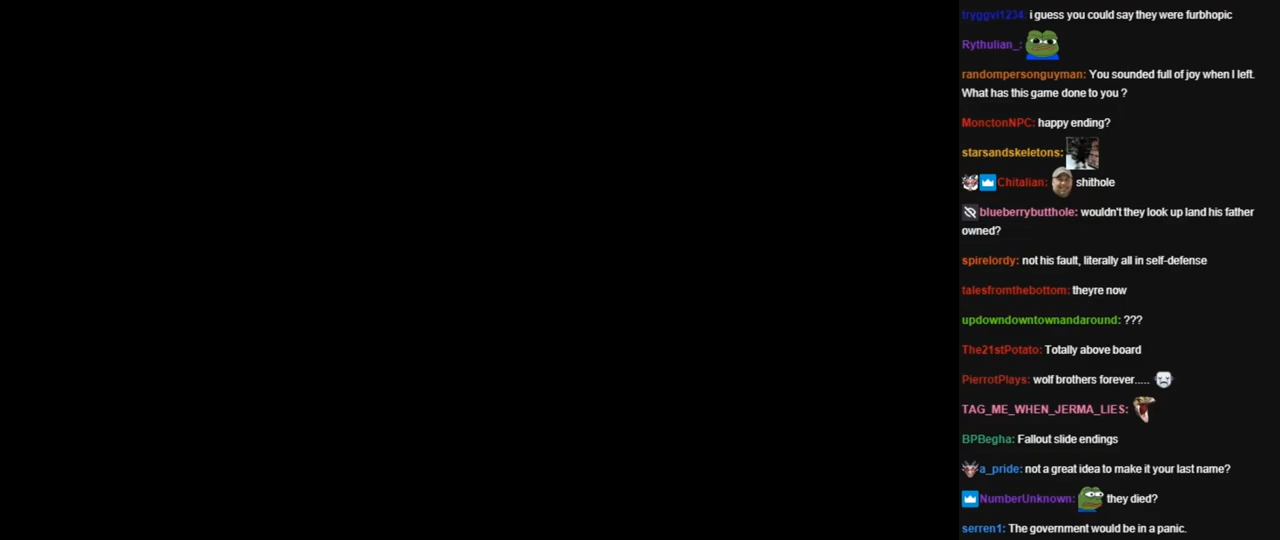 tryggvi1234: i guess you could say they were furbhopic
Rythulian_:
randompersonguyman: You sounded full of joy when I left.
What has this game done to you ?
MonctonNPC: happy ending?
starsandskeletons:
Chitalian: shithole
blueberrybutthole: wouldn't they look up land his father
owned?
spirelordy: not his fault, literally all in self-defense
talesfromthebottom: theyre now
updowndowntownandaround: ???
The21stPotato: Totally above board
PierrotPlays: wolf brothers forever.....
TAG_ME_WHEN_JERMA_LIES:
BPBegha: Fallout slide endings
a_pride: not a great idea to make it your last name?
NumberUnknown: they died?
serren1: The government would be in a panic.